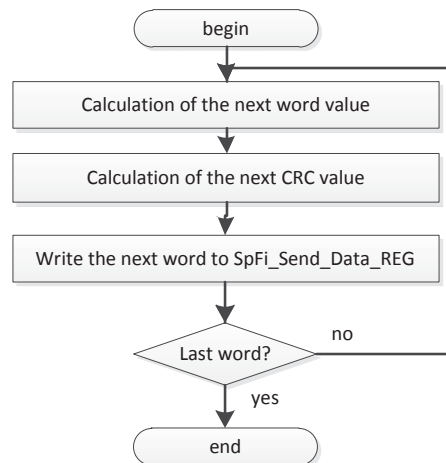 begin
Calculation of the next word value
Calculation of the next CRC value
Write the next word to SpFi_Send_Data_REG
Last word?
no
yes
end